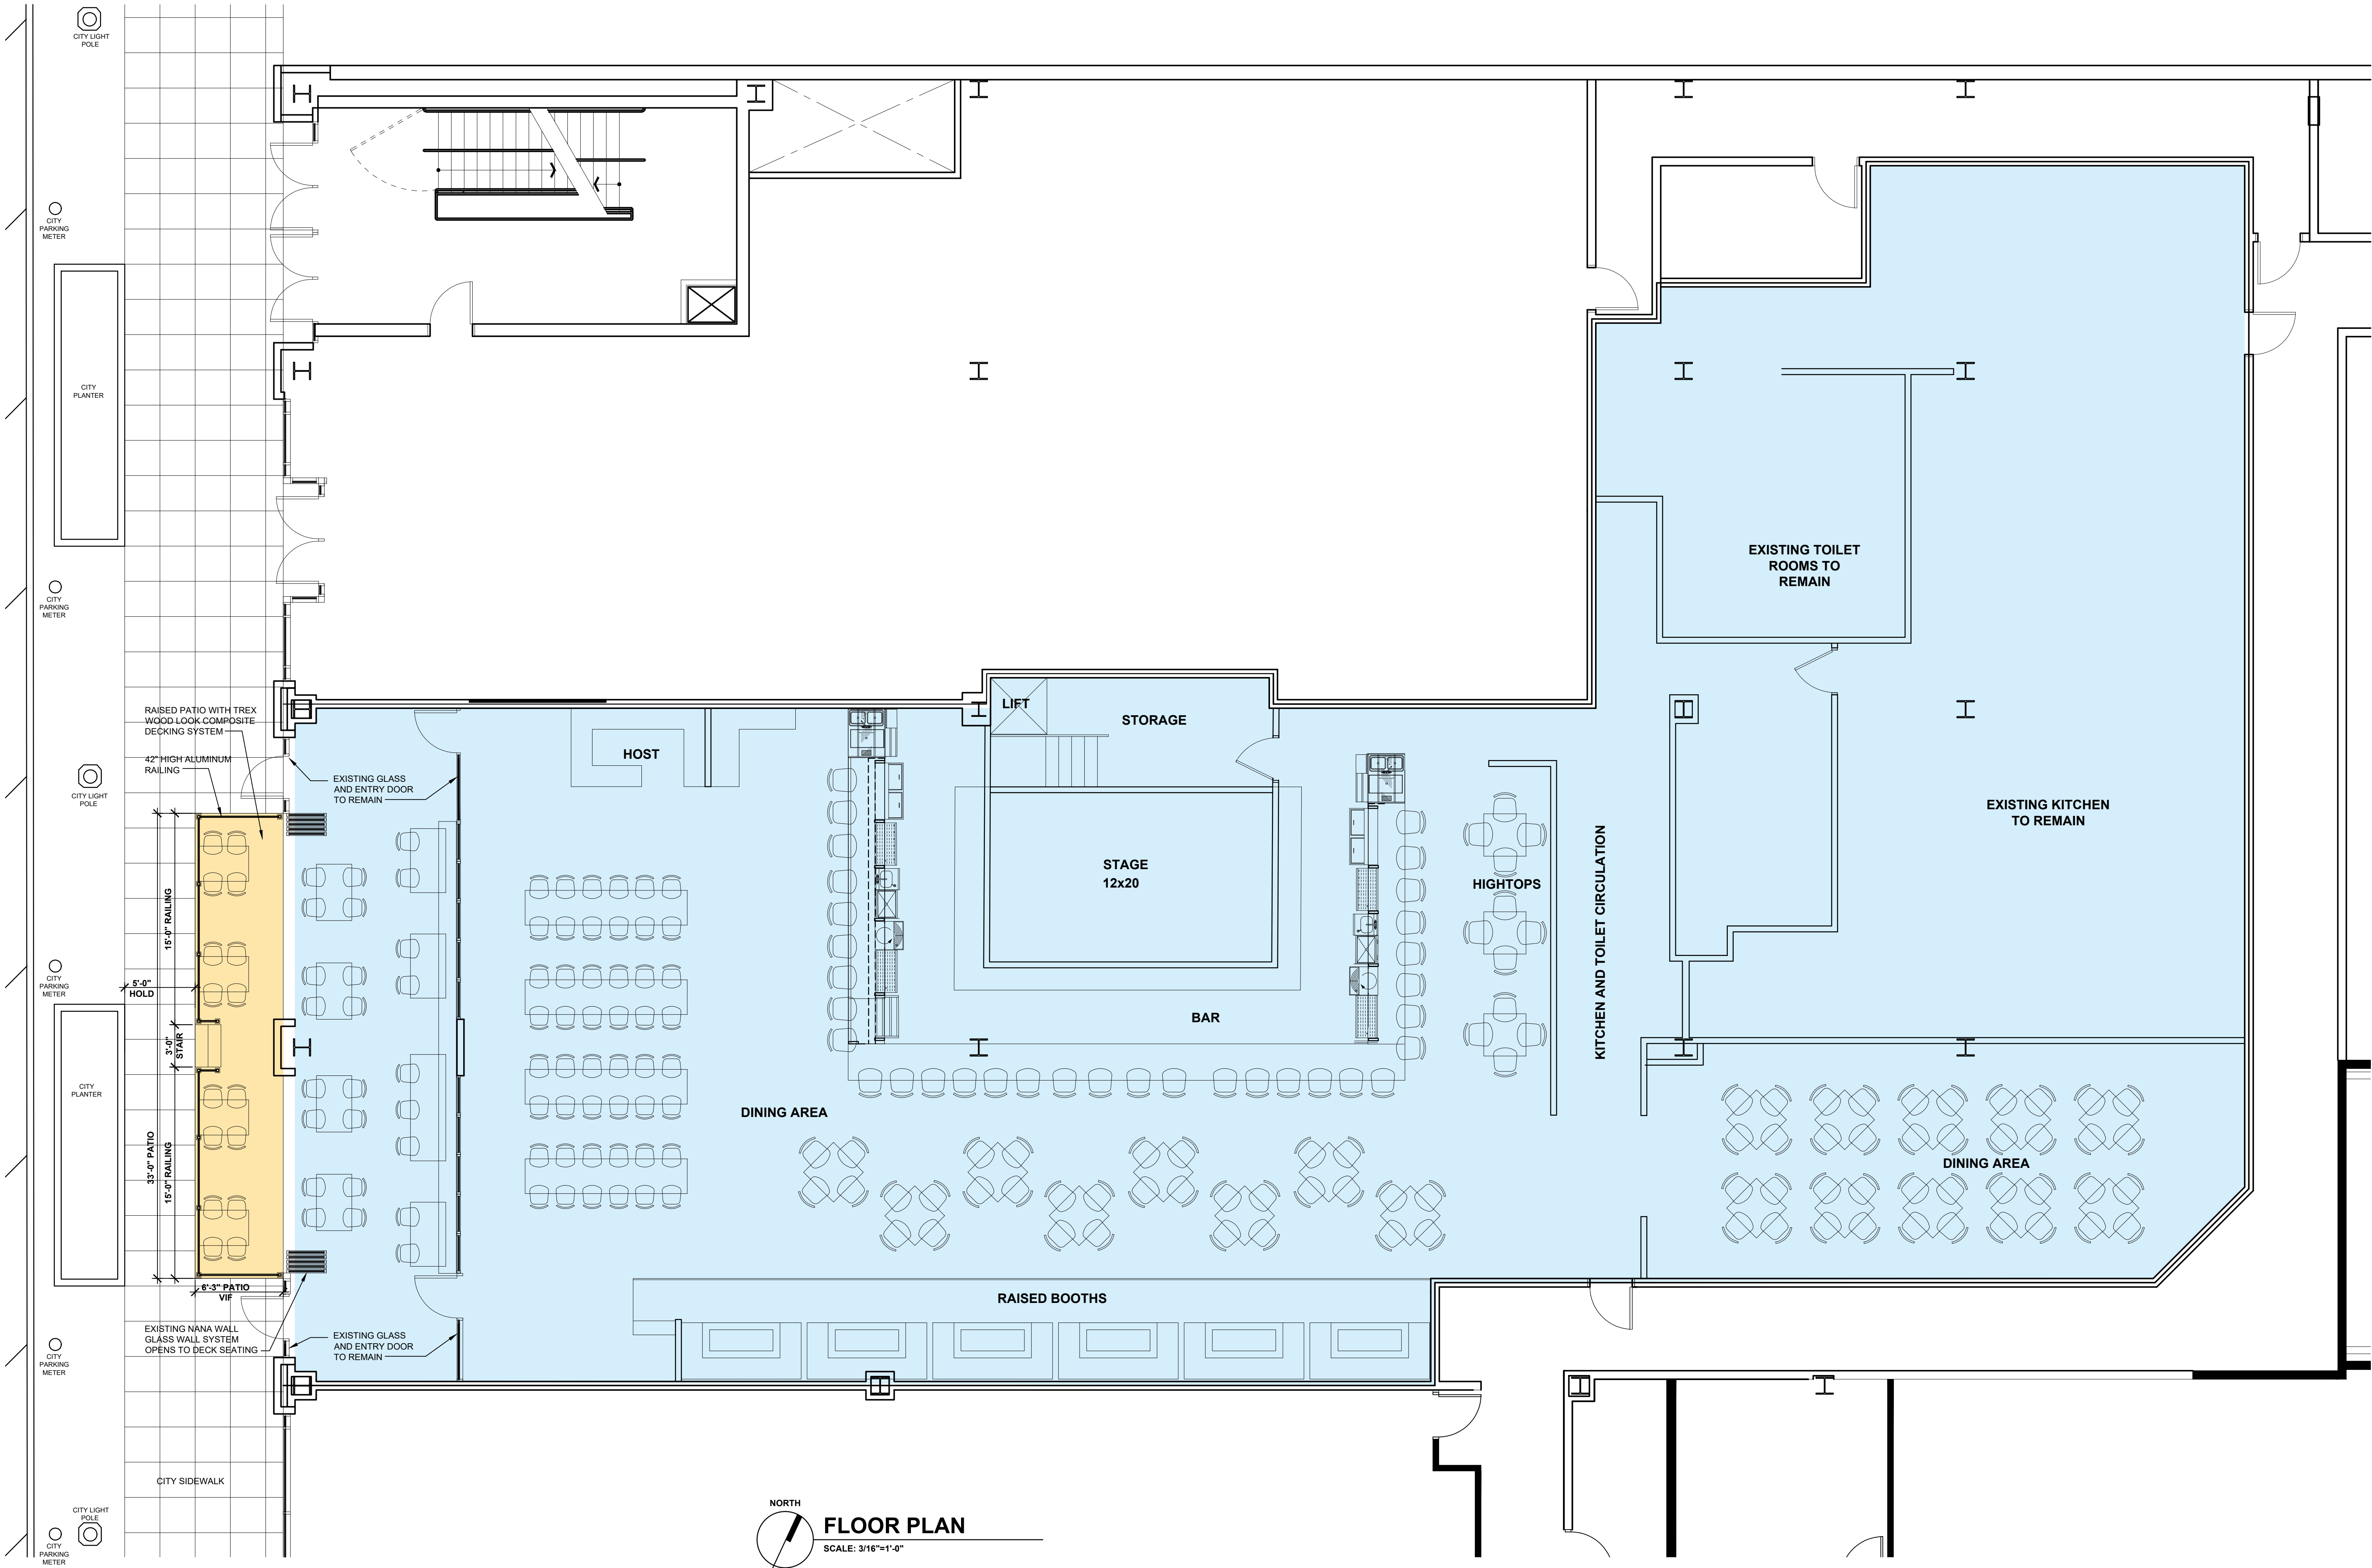 CITY LIGHT
POLE
CITY
PARKING
METER
CITY
PLANTER
CITY
PARKING
METER
RAISED PATIO WITH TREX
WOOD LOOK COMPOSITE
DECKING SYSTEM
42" HIGH ALUMINUM
RAILING
CITY LIGHT
POLE
EXISTING GLASS
AND ENTRY DOOR
TO REMAIN
HOST
LIFT
STORAGE
STAGE
12x20
BAR
HIGHTOPS
KITCHEN AND TOILET CIRCULATION
EXISTING TOILET
ROOMS TO
REMAIN
EXISTING KITCHEN
TO REMAIN
15'-0" RAILING
CITY
PARKING
METER
5'-0"
HOLD
3'-0"
STAIR
CITY
PLANTER
33'-0" PATIO
15'-0" RAILING
DINING AREA
DINING AREA
6'-3" PATIO
VIF
RAISED BOOTHS
EXISTING NANA WALL
GLASS WALL SYSTEM
OPENS TO DECK SEATING
EXISTING GLASS
AND ENTRY DOOR
TO REMAIN
CITY
PARKING
METER
CITY SIDEWALK
CITY LIGHT
POLE
CITY
PARKING
METER
NORTH
FLOOR PLAN
SCALE: 3/16"=1'-0"